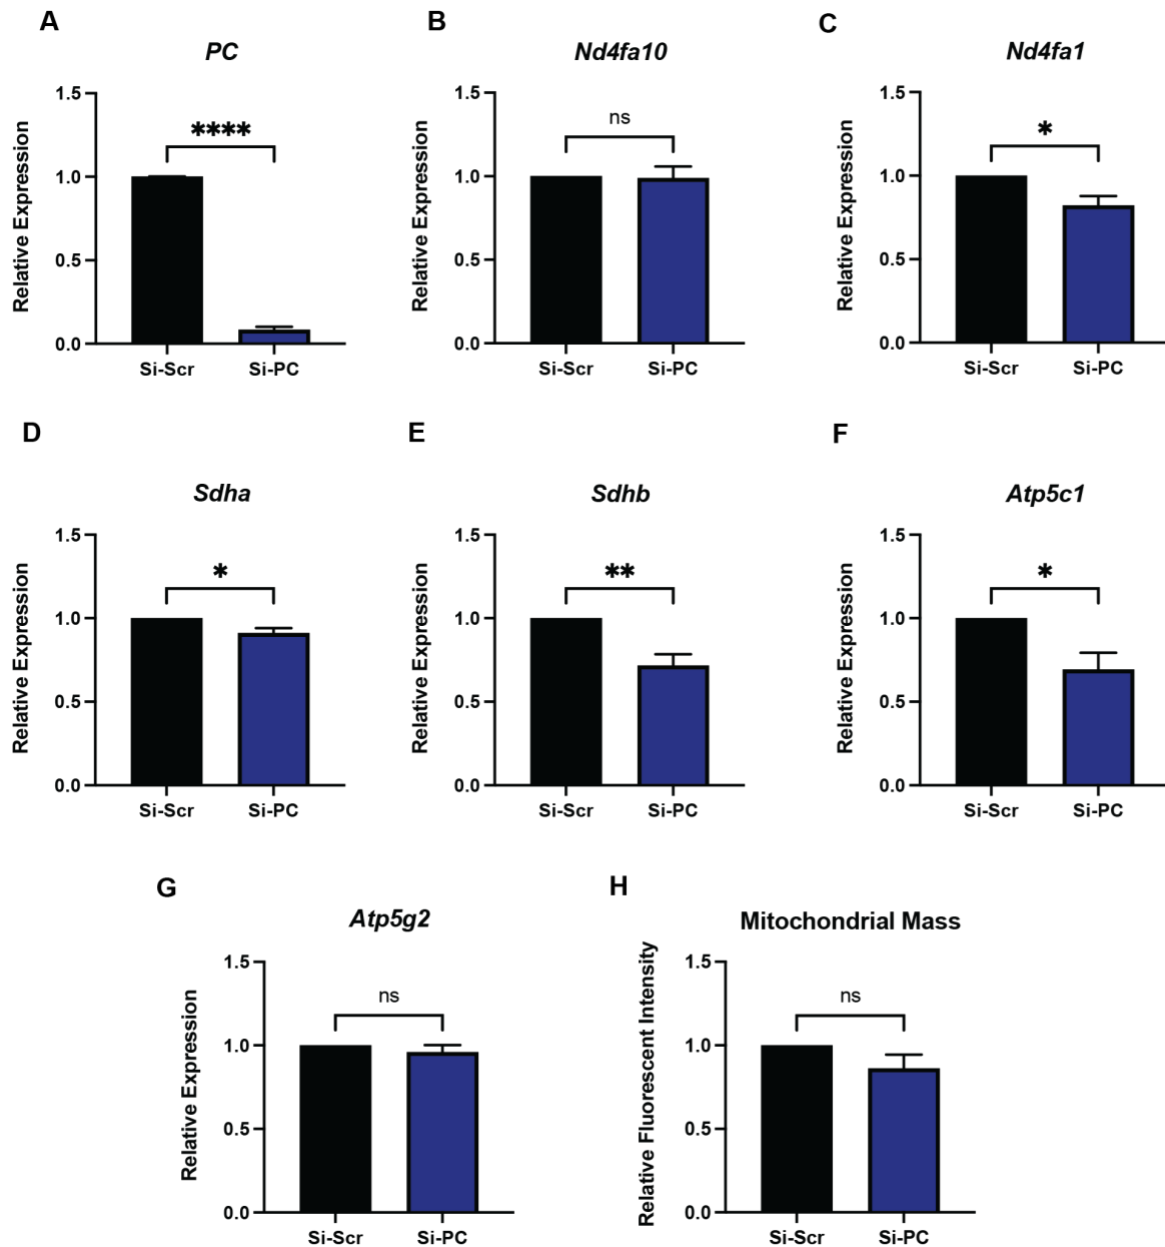 A
PC
Relative Expression
1.5
1.0
0.5
0.0
****
Si-Scr
Si-PC
B
Nd4fa10
Relative Expression
1.5
1.0
0.5
0.0
ns
Si-Scr
Si-PC
C
Nd4fa1
Relative Expression
1.5
1.0
0.5
0.0
*
Si-Scr
Si-PC
D
Sdha
Relative Expression
1.5
1.0
0.5
0.0
*
Si-Scr
Si-PC
E
Sdhb
Relative Expression
1.5
1.0
0.5
0.0
**
Si-Scr
Si-PC
F
Atp5c1
Relative Expression
1.5
1.0
0.5
0.0
*
Si-Scr
Si-PC
G
Atp5g2
Relative Expression
1.5
1.0
0.5
0.0
ns
Si-Scr
Si-PC
H
Mitochondrial Mass
Relative Fluorescent Intensity
1.5
1.0
0.5
0.0
ns
Si-Scr
Si-PC